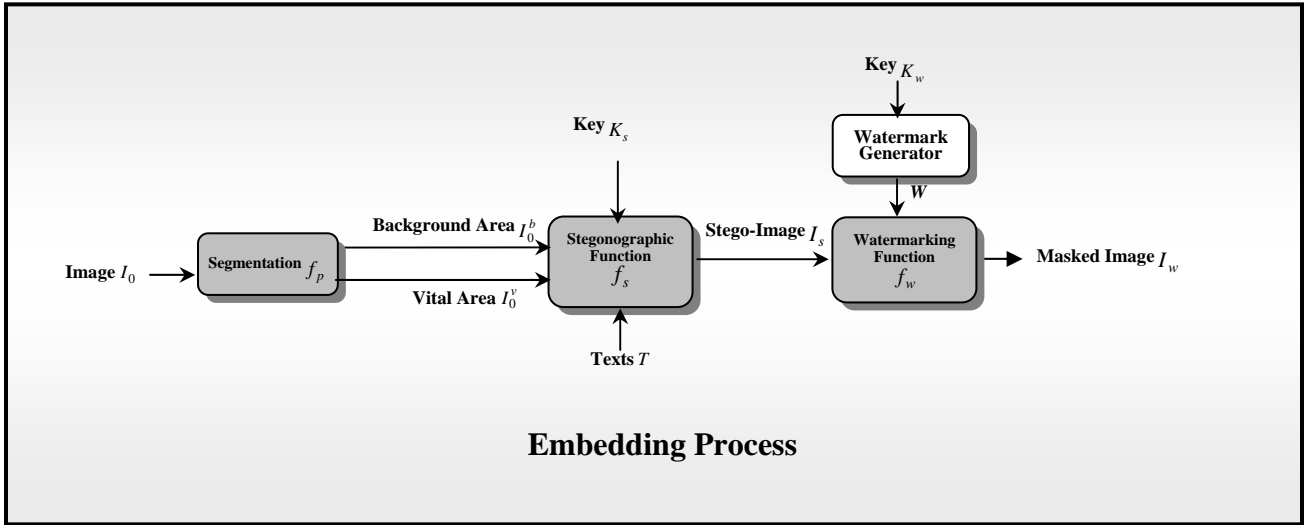 Key K_w
Key K_s
Watermark
Generator
W
Background Area I_0^b
Stegonographic
Function
f_s
Stego-Image I_s
Watermarking
Function
f_w
Masked Image I_w
Segmentation f_p
Image I_0
Vital Area I_0^v
Texts T
Embedding Process